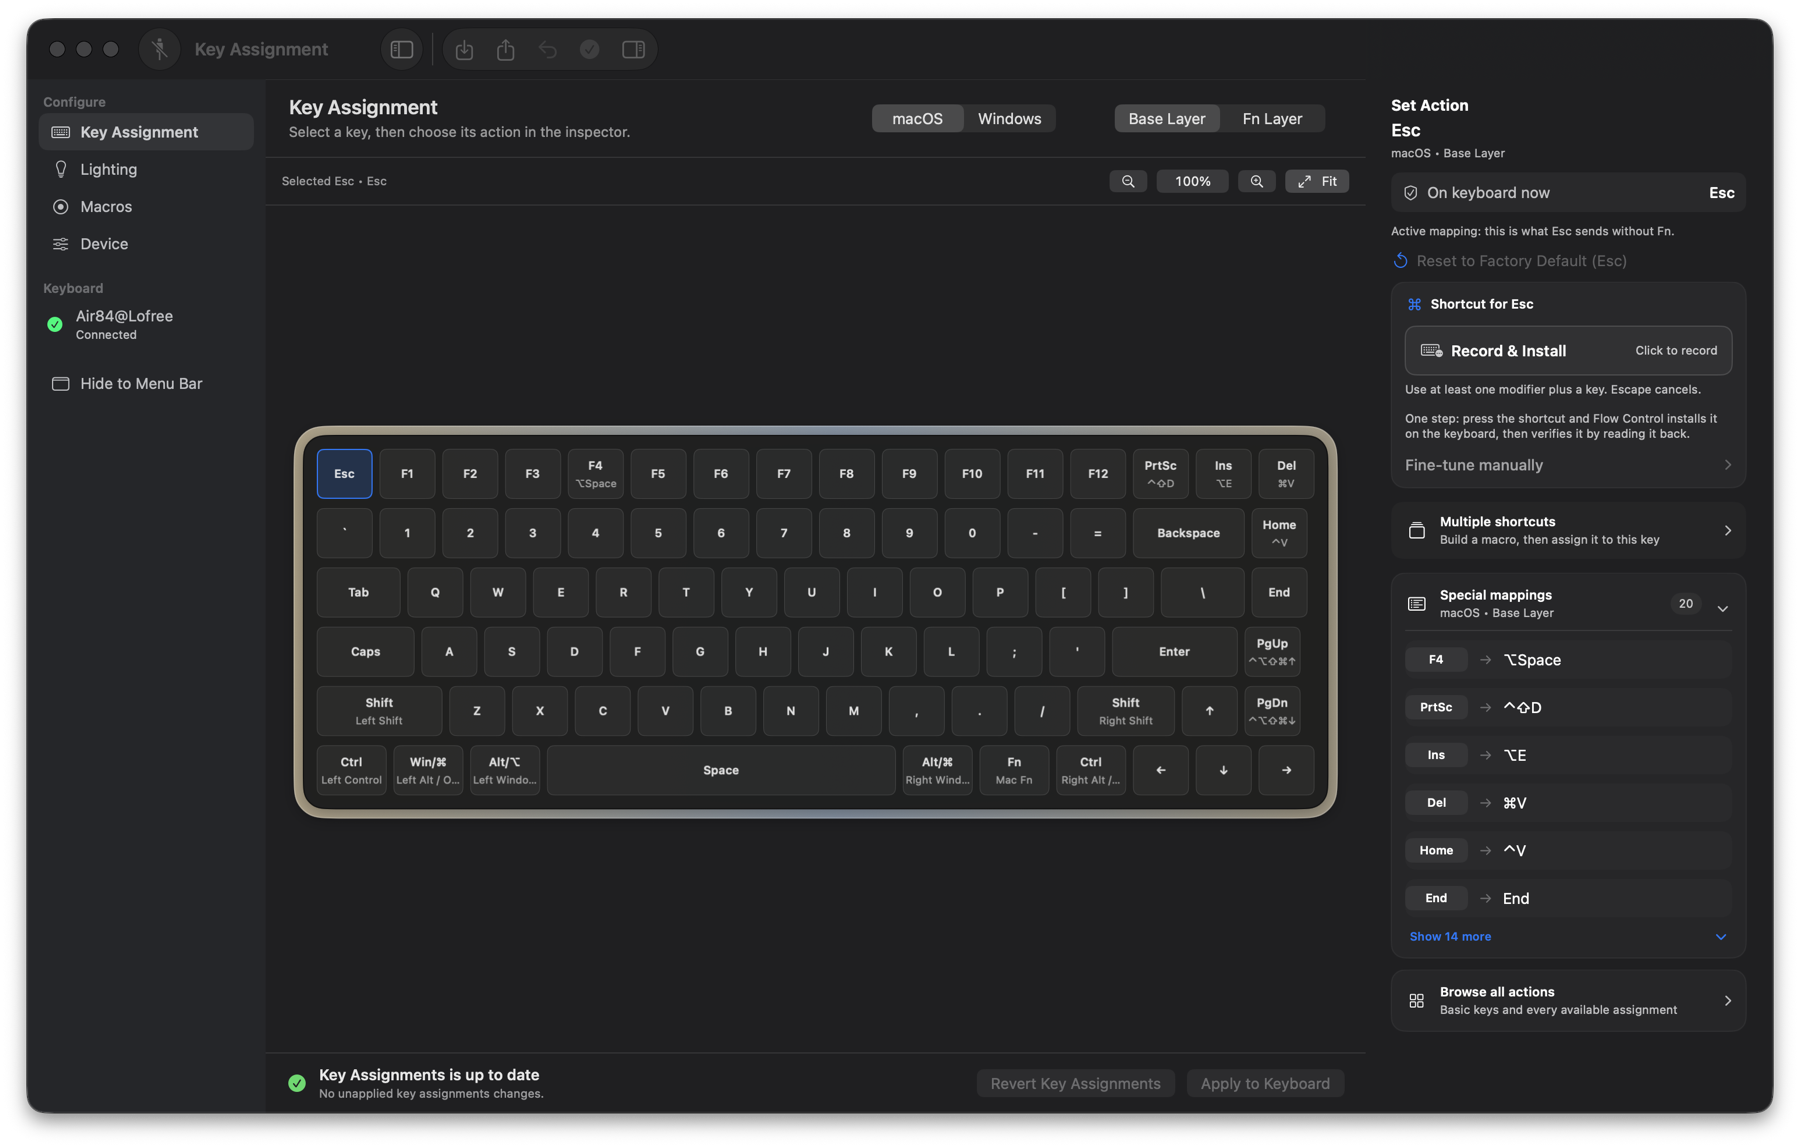 Key Assignment
Configure
Key Assignment
Lighting
Macros
Device
Keyboard
Air84@Lofree
Connected
Hide to Menu Bar
Key Assignment
Select a key, then choose its action in the inspector.
macOS Windows
Base Layer Fn Layer
Selected Esc • Esc
100%
Fit
Esc F1 F2 F3 F4 F5 F6 F7 F8 F9 F10 F11 F12 PrtSc Ins Del
⌥Space ^⇧D ⌥E ⌘V
` 1 2 3 4 5 6 7 8 9 0 - = Backspace Home
^V
Tab Q W E R T Y U I O P [ ] \ End
Caps A S D F G H J K L ; ' Enter PgUp
^⌥⇧⌘↑
Shift Z X C V B N M , . / Shift ↑ PgDn
Left Shift Right Shift ^⌥⇧⌘↓
Ctrl Win/⌘ Alt/⌥ Space Alt/⌘ Fn Ctrl ← ↓ →
Left Control Left Alt / O... Left Windo... Right Wind... Mac Fn Right Alt /...
Key Assignments is up to date
No unapplied key assignments changes.
Revert Key Assignments
Apply to Keyboard
Set Action
Esc
macOS • Base Layer
On keyboard now Esc
Active mapping: this is what Esc sends without Fn.
Reset to Factory Default (Esc)
⌘ Shortcut for Esc
Record & Install Click to record
Use at least one modifier plus a key. Escape cancels.
One step: press the shortcut and Flow Control installs it
on the keyboard, then verifies it by reading it back.
Fine-tune manually
Multiple shortcuts
Build a macro, then assign it to this key
Special mappings
macOS • Base Layer
20
F4 → ⌥Space
PrtSc → ^⇧D
Ins → ⌥E
Del → ⌘V
Home → ^V
End → End
Show 14 more
Browse all actions
Basic keys and every available assignment